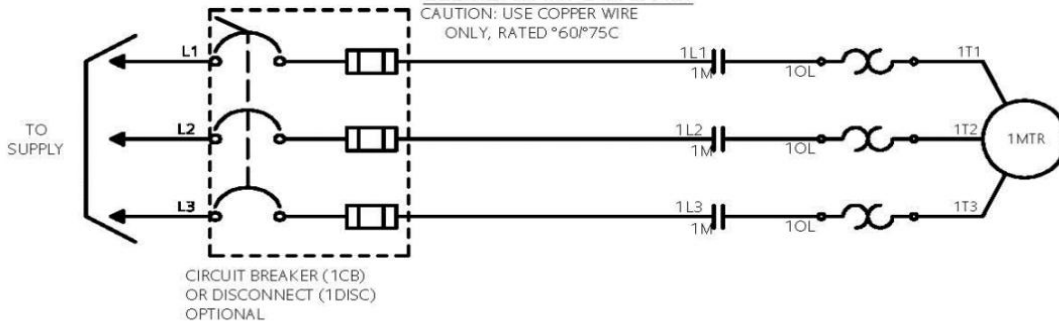 CAUTION: USE COPPER WIRE
ONLY, RATED °60/°75C
L1
1L1
1M
1OL
1T1
TO
SUPPLY
L2
1L2
1M
1OL
1T2
1MTR
L3
1L3
1M
1OL
1T3
CIRCUIT BREAKER (1CB)
OR DISCONNECT (1DISC)
OPTIONAL